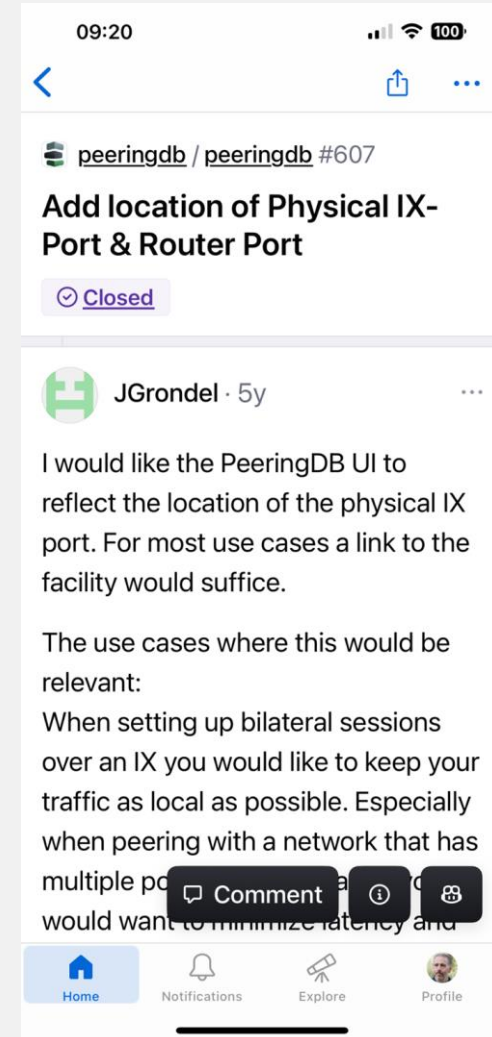 09:20
100
peeringdb / peeringdb #607
Add location of Physical IX-
Port & Router Port
Closed
JGrondel · 5y
I would like the PeeringDB UI to
reflect the location of the physical IX
port. For most use cases a link to the
facility would suffice.
The use cases where this would be
relevant:
When setting up bilateral sessions
over an IX you would like to keep your
traffic as local as possible. Especially
when peering with a network that has
multiple
Comment
would want to minimize latency and
Home
Notifications
Explore
Profile